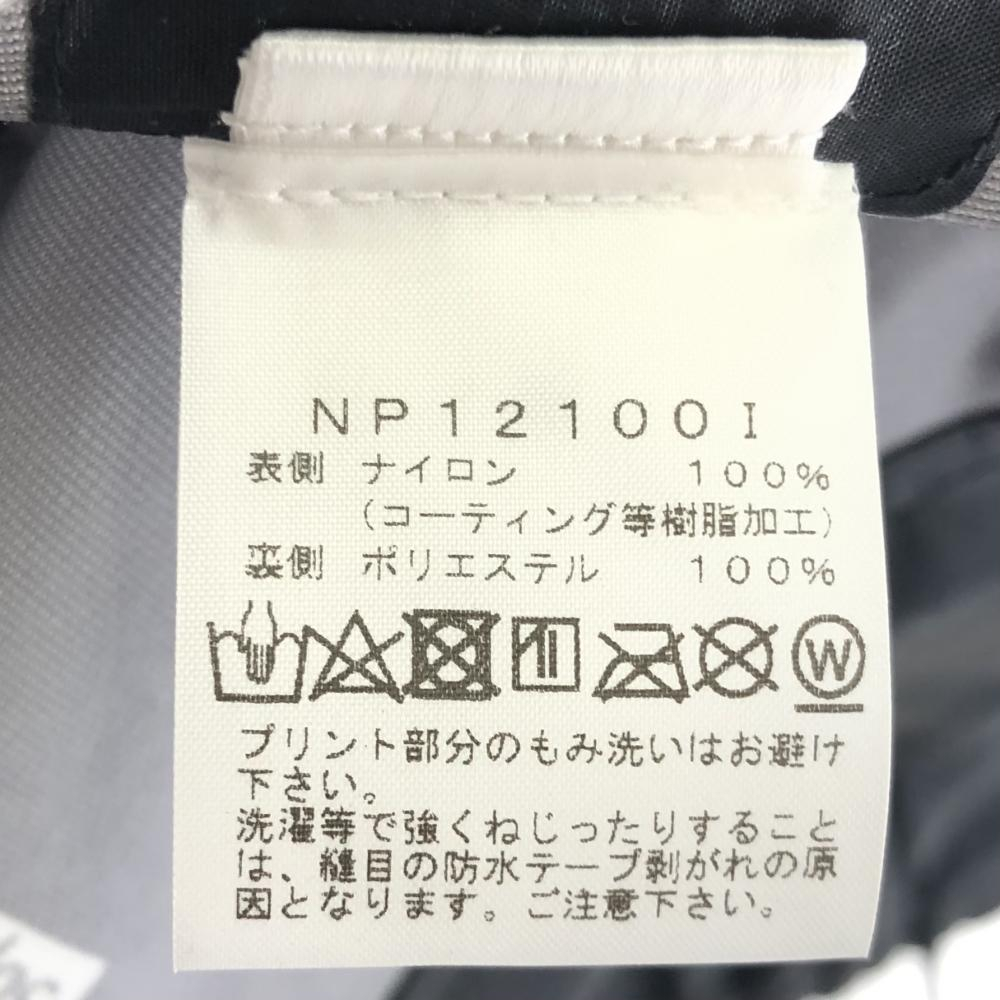 NP12100I
表側 ナイロン 100%
(コーティング等樹脂加工)
裏側 ポリエステル 100%
W
プリント部分のもみ洗いはお避け
下さい。
洗濯等で強くねじったりすること
は、縫目の防水テープ剥がれの原
因となります。ご注意下さい。